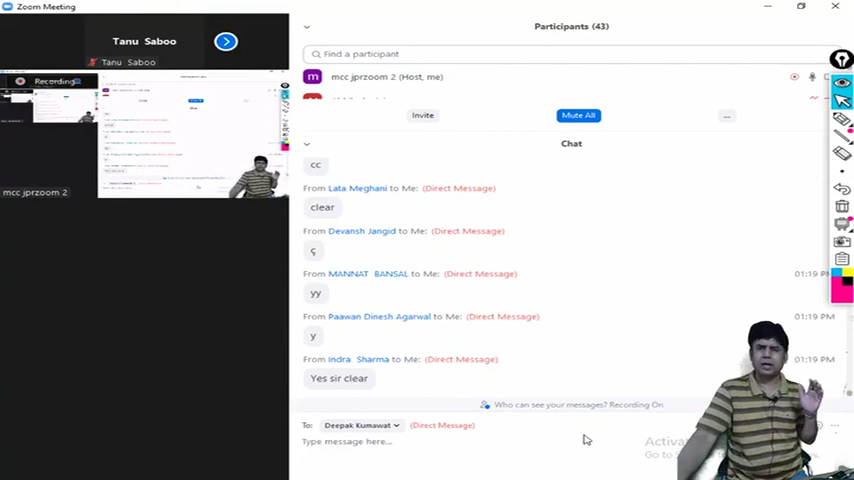 Zoom Meeting
Tanu Saboo
Tanu Saboo
Recording
mcc jprzoom 2
Participants (43)
Find a participant
m
mcc jprzoom 2 (Host, me)
Invite
Mute All
...
Chat
cc
From Lata Meghani to Me: (Direct Message)
clear
From Devansh Jangid to Me: (Direct Message)
ç
From MANNAT BANSAL to Me: (Direct Message) 01:19 PM
yy
From Paawan Dinesh Agarwal to Me: (Direct Message) 01:19 PM
y
From Indra Sharma to Me: (Direct Message) 01:19 PM
Yes sir clear
Who can see your messages? Recording On
To: Deepak Kumawat (Direct Message)
Type message here...